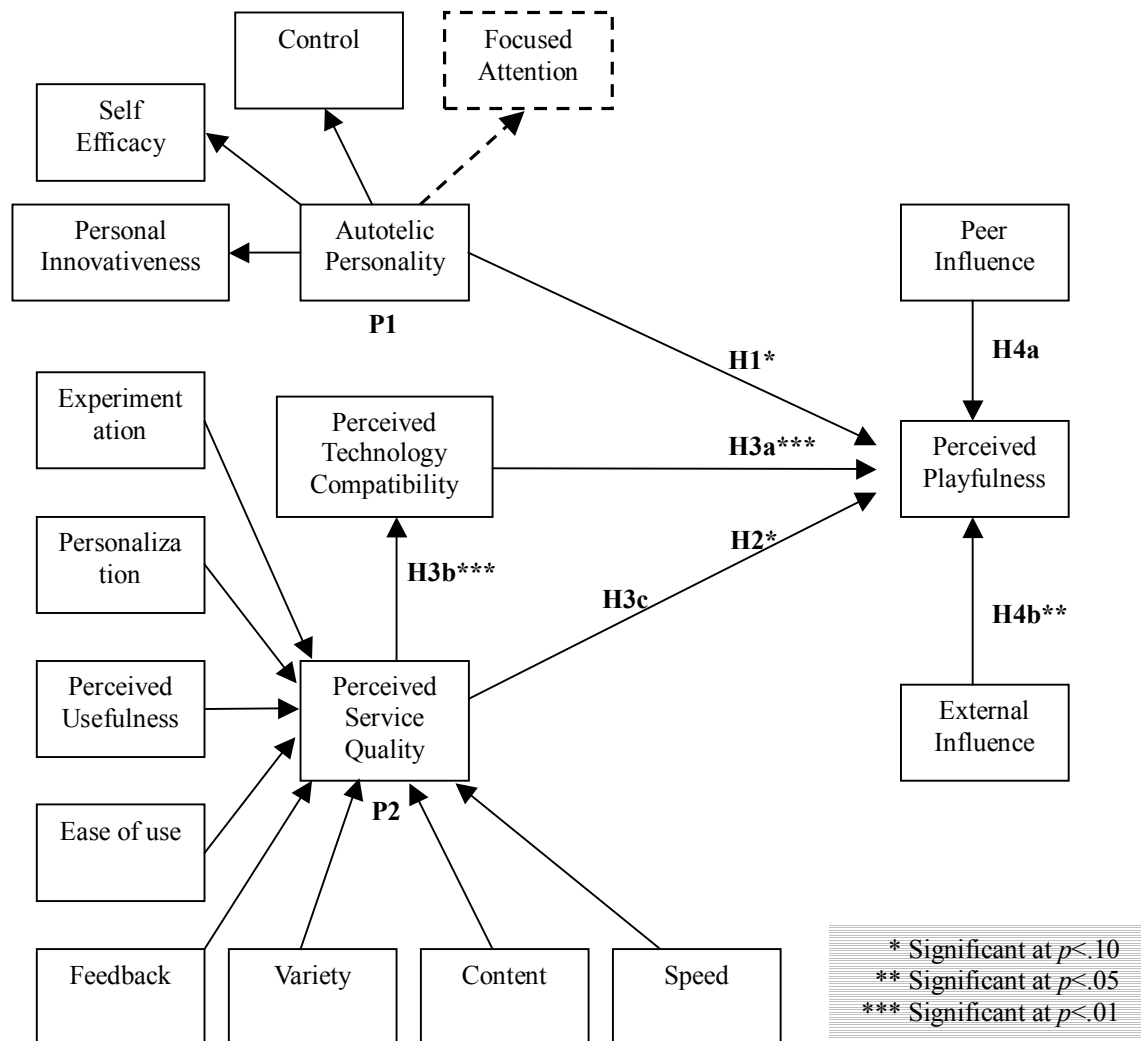 Control
Focused
Attention
Self
Efficacy
Personal
Innovativeness
Autotelic
Personality
P1
Peer
Influence
H1*
H4a
Experiment
ation
Perceived
Technology
Compatibility
H3a***
Perceived
Playfulness
Personaliza
tion
H3b***
H2*
H3c
H4b**
Perceived
Usefulness
Perceived
Service
Quality
P2
External
Influence
Ease of use
Feedback
Variety
Content
Speed
* Significant at p<.10
** Significant at p<.05
*** Significant at p<.01